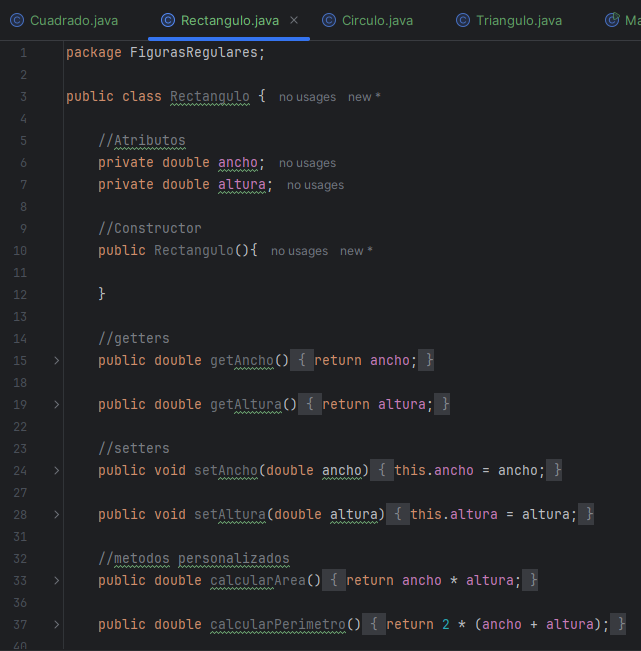 Cuadrado.java Rectangulo.java × Circulo.java Triangulo.java Ma
1 package FigurasRegulares;
2
3 public class Rectangulo { no usages new *
4
5 //Atributos
6 private double ancho; no usages
7 private double altura; no usages
8
9 //Constructor
10 public Rectangulo(){ no usages new *
11
12 }
13
14 //getters
15 public double getAncho() { return ancho; }
18
19 public double getAltura() { return altura; }
22
23 //setters
24 public void setAncho(double ancho) { this.ancho = ancho; }
27
28 public void setAltura(double altura) { this.altura = altura; }
31
32 //metodos personalizados
33 public double calcularArea() { return ancho * altura; }
36
37 public double calcularPerimetro() { return 2 * (ancho + altura); }
40